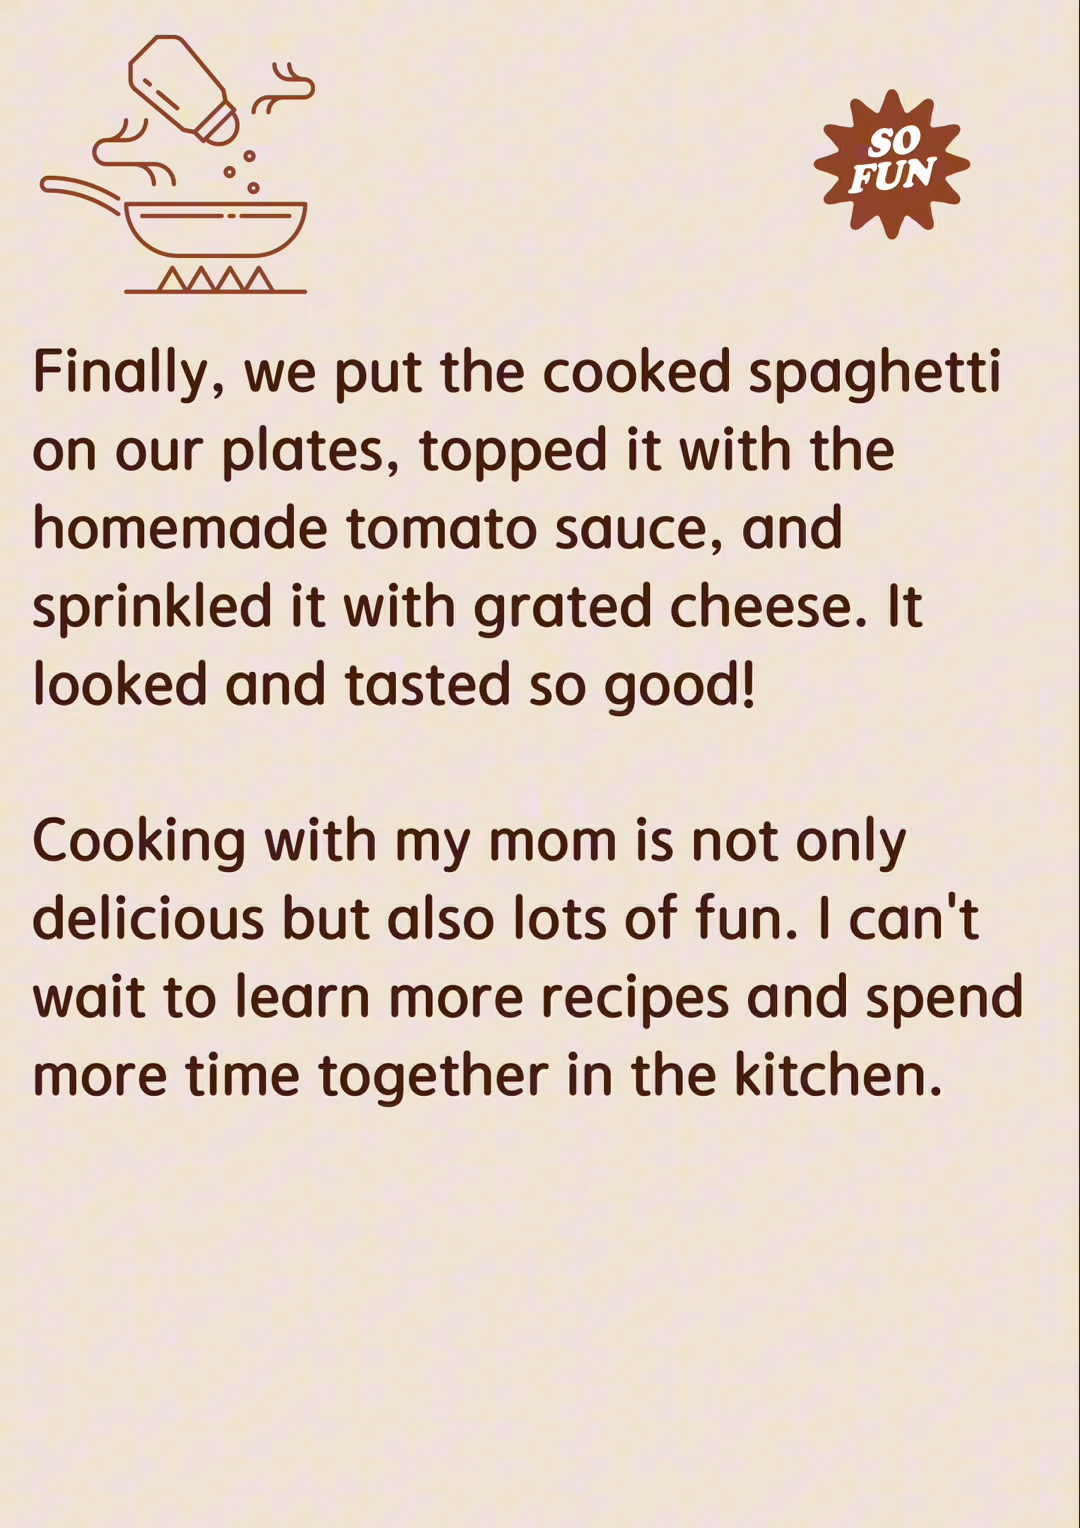 SO
FUN
Finally, we put the cooked spaghetti
on our plates, topped it with the
homemade tomato sauce, and
sprinkled it with grated cheese. It
looked and tasted so good!
Cooking with my mom is not only
delicious but also lots of fun. I can't
wait to learn more recipes and spend
more time together in the kitchen.